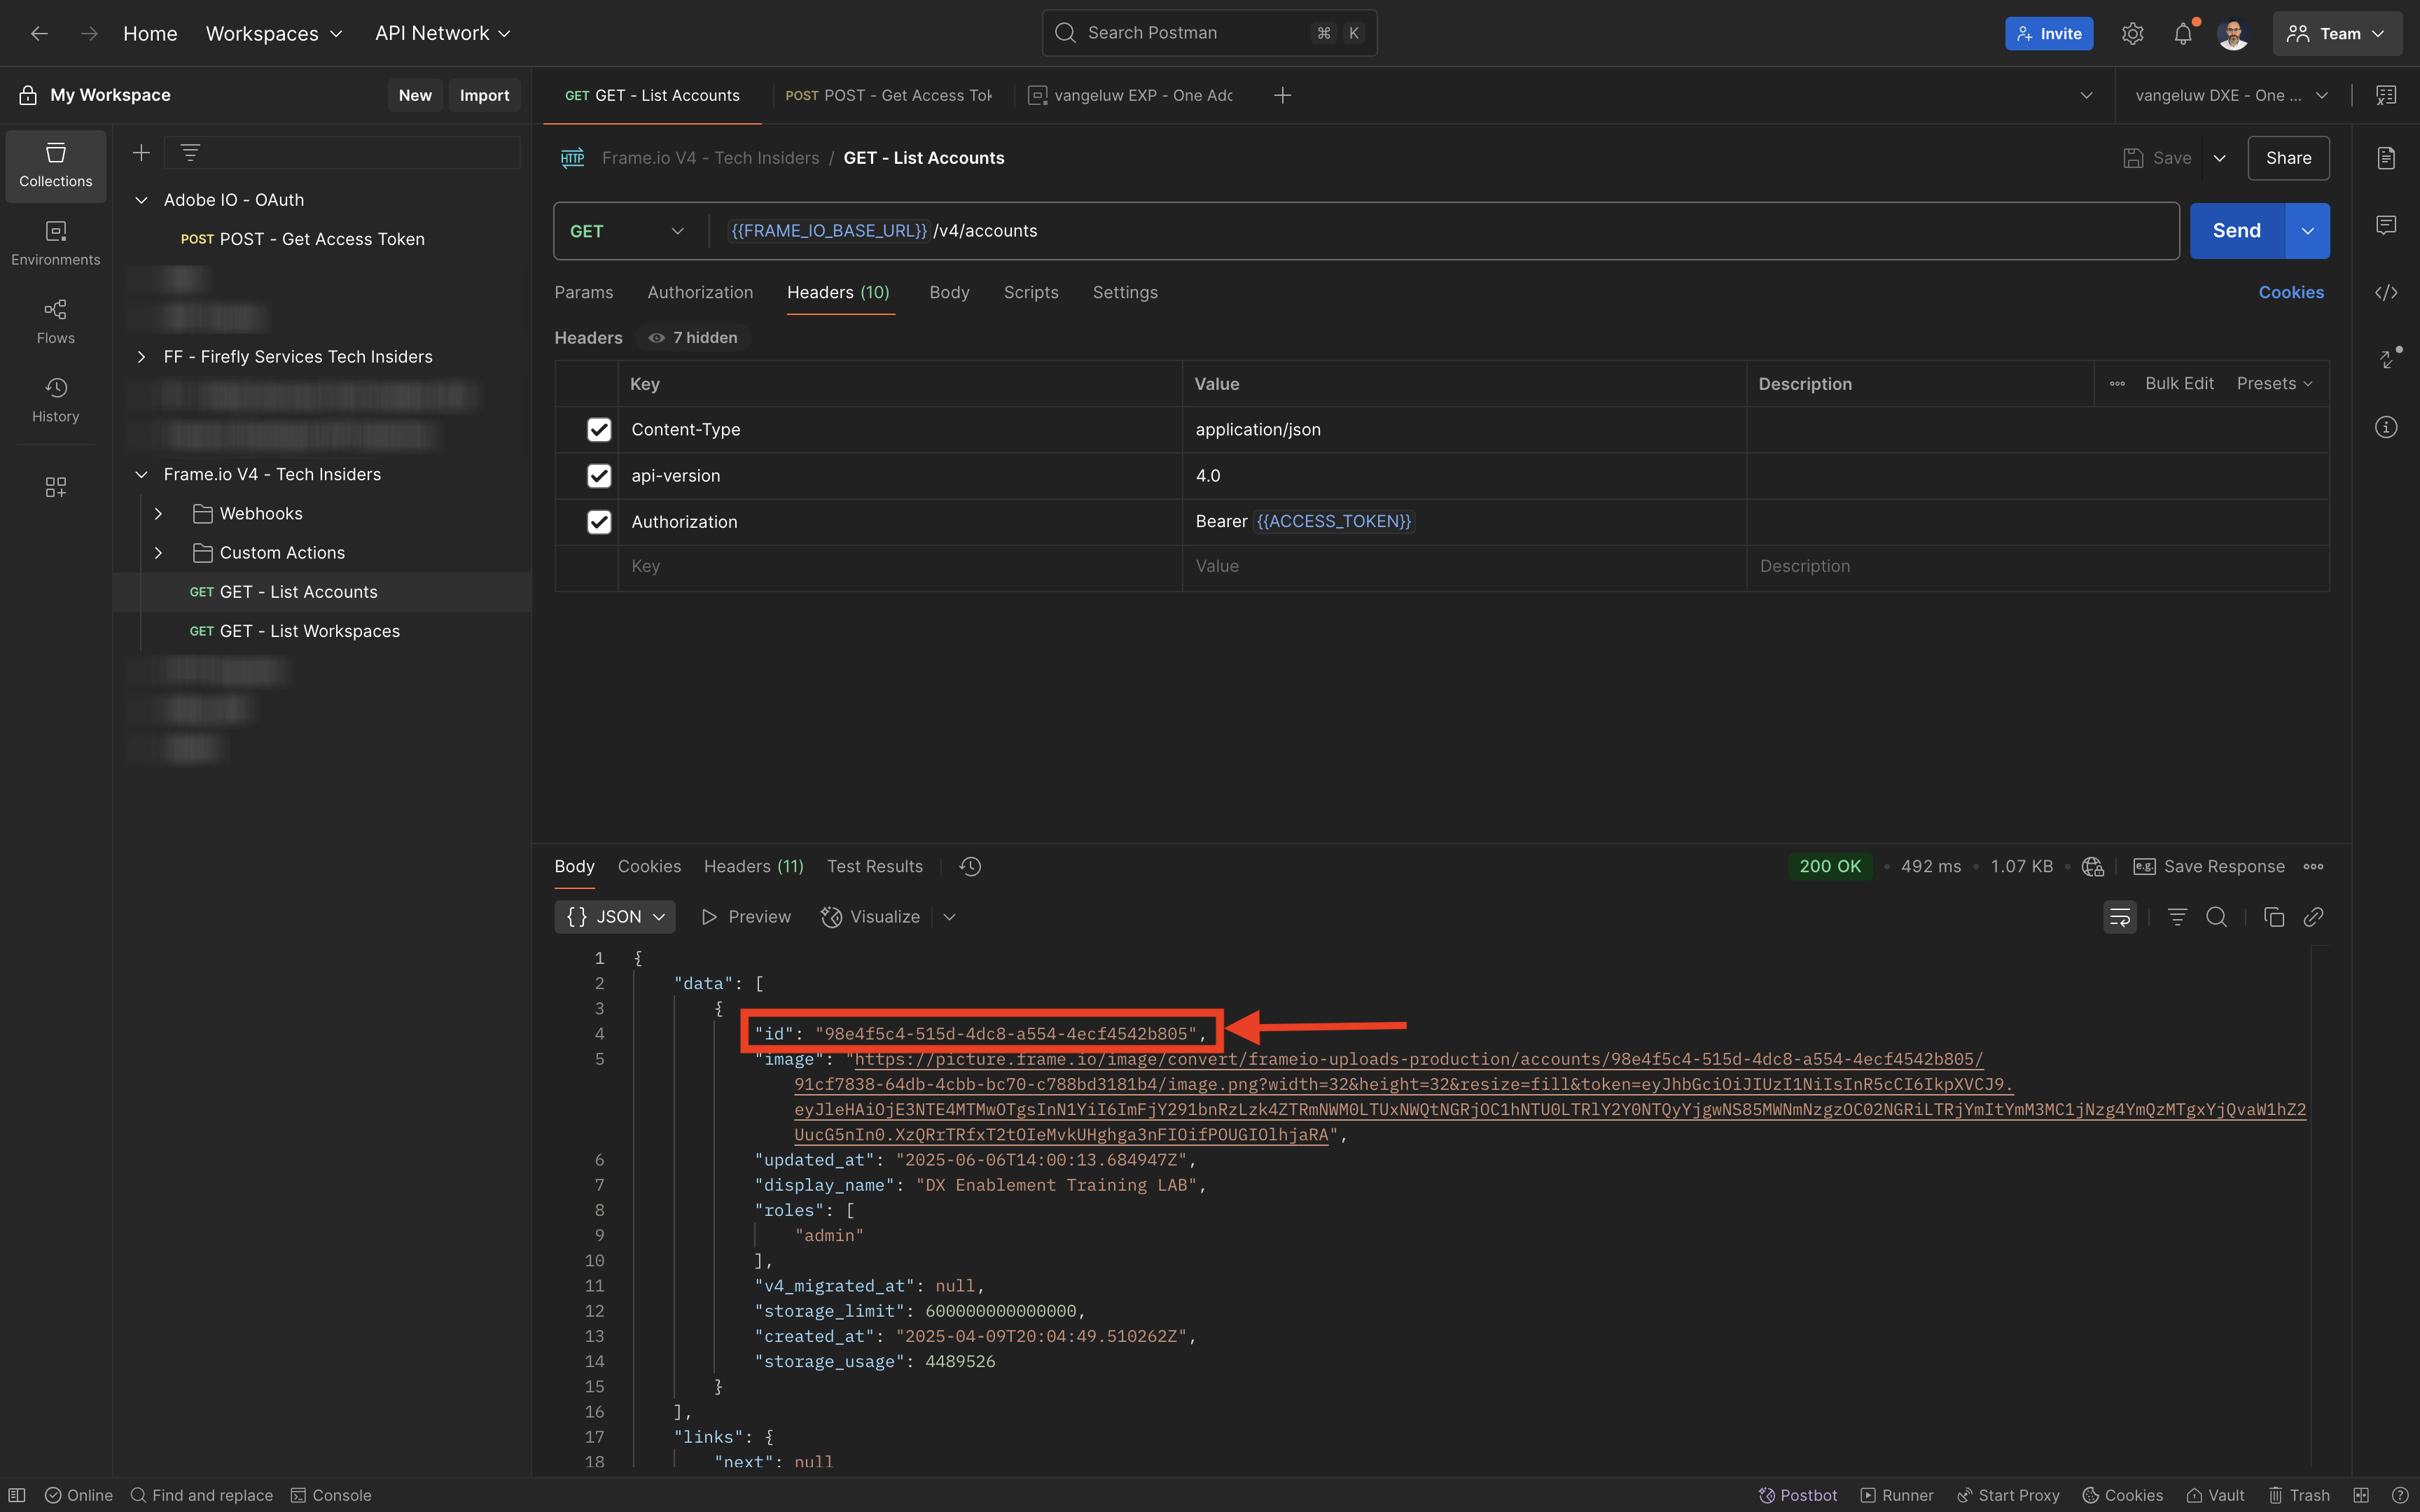 Home Workspaces API Network Search Postman ⌘ K Invite Team
My Workspace New Import GET GET - List Accounts POST POST - Get Access Tok vangeluw EXP - One Ado vangeluw DXE - One ...
Collections
Environments
Flows
History
Adobe IO - OAuth
POST POST - Get Access Token
FF - Firefly Services Tech Insiders
Frame.io V4 - Tech Insiders
Webhooks
Custom Actions
GET GET - List Accounts
GET GET - List Workspaces
HTTP Frame.io V4 - Tech Insiders / GET - List Accounts Save Share
GET {{FRAME_IO_BASE_URL}} /v4/accounts Send
Params Authorization Headers (10) Body Scripts Settings Cookies
Headers 7 hidden
Key Value Description Bulk Edit Presets
Content-Type application/json
api-version 4.0
Authorization Bearer {{ACCESS_TOKEN}}
Key Value Description
Body Cookies Headers (11) Test Results 200 OK • 492 ms • 1.07 KB • e.g. Save Response
{} JSON Preview Visualize
1 {
2 "data": [
3 {
4 "id": "98e4f5c4-515d-4dc8-a554-4ecf4542b805",
5 "image": "https://picture.frame.io/image/convert/frameio-uploads-production/accounts/98e4f5c4-515d-4dc8-a554-4ecf4542b805/
91cf7838-64db-4cbb-bc70-c788bd3181b4/image.png?width=32&height=32&resize=fill&token=eyJhbGciOiJIUzI1NiIsInR5cCI6IkpXVCJ9.
eyJleHAiOjE3NTE4MTMwOTgsInN1YiI6ImFjY291bnRzLzk4ZTRmNWM0LTUxNWQtNGRjOC1hNTU0LTRlY2Y0NTQyYjgwNS85MWNmNzgzOC02NGRiLTRjYmItYmM3MC1jNzg4YmQzMTgxYjQvaW1hZ2
UucG5nIn0.XzQRrTRfxT2tOIeMvkUHghga3nFIOifPOUGIOlhjaRA",
6 "updated_at": "2025-06-06T14:00:13.684947Z",
7 "display_name": "DX Enablement Training LAB",
8 "roles": [
9 "admin"
10 ],
11 "v4_migrated_at": null,
12 "storage_limit": 600000000000000,
13 "created_at": "2025-04-09T20:04:49.510262Z",
14 "storage_usage": 4489526
15 }
16 ],
17 "links": {
18 "next": null
Online Find and replace Console Postbot Runner Start Proxy Cookies Vault Trash